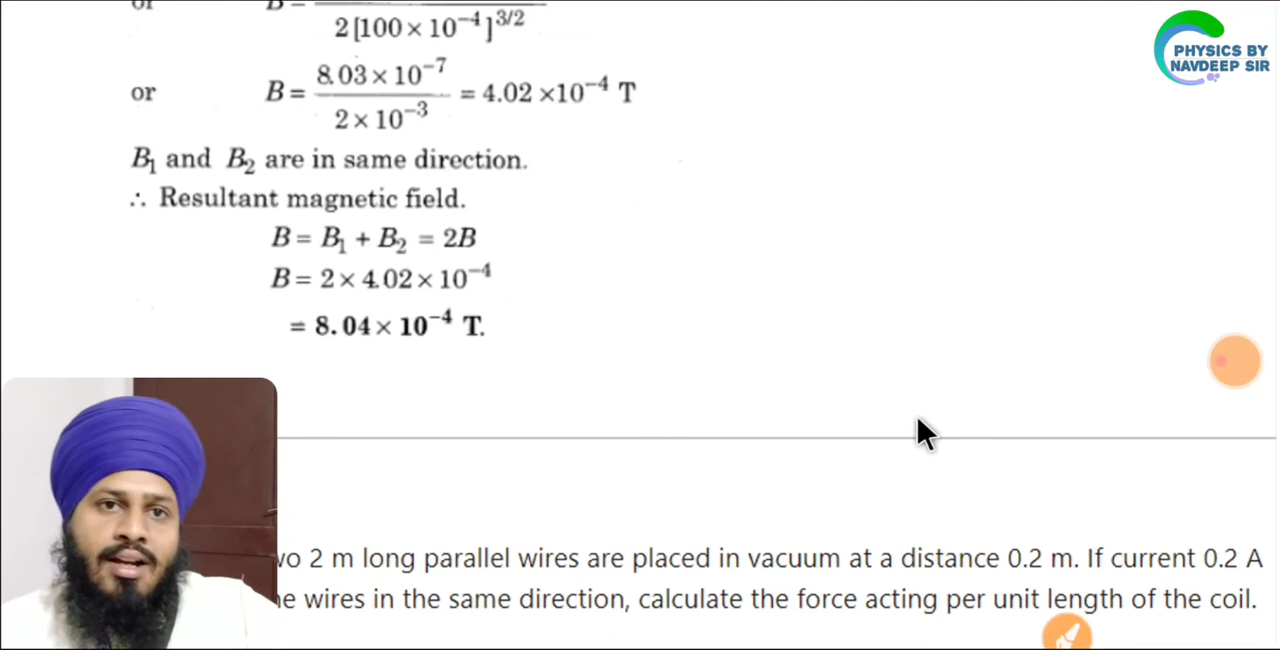 or B =
2 [100 × 10⁻⁴]³/²
or B = 8.03 × 10⁻⁷ / 2 × 10⁻³ = 4.02 ×10⁻⁴ T
B₁ and B₂ are in same direction.
∴ Resultant magnetic field.
B = B₁ + B₂ = 2B
B = 2 × 4.02 × 10⁻⁴
= 8.04 × 10⁻⁴ T.
PHYSICS BY
NAVDEEP SIR
2 m long parallel wires are placed in vacuum at a distance 0.2 m. If current 0.2 A
wires in the same direction, calculate the force acting per unit length of the coil.